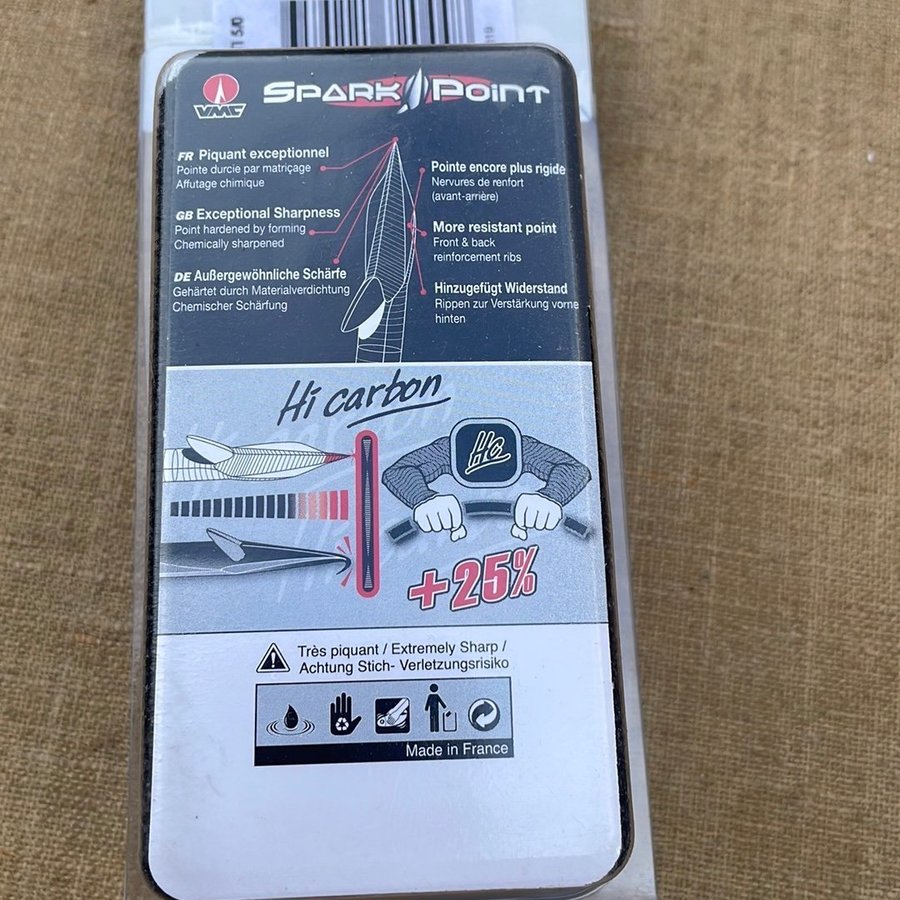 VMC
SPARK POINT
FR Piquant exceptionnel
Pointe durcie par matriçage
Affutage chimique
GB Exceptional Sharpness
Point hardened by forming
Chemically sharpened
DE Außergewöhnliche Schärfe
Gehärtet durch Materialverdichtung
Chemischer Schärfung
Pointe encore plus rigide
Nervures de renfort
(avant-arrière)
More resistant point
Front & back
reinforcement ribs
Hinzugefügt Widerstand
Rippen zur Verstärkung vorne
hinten
Hi carbon
Hc
+25%
Très piquant / Extremely Sharp /
Achtung Stich- Verletzungsrisiko
Made in France